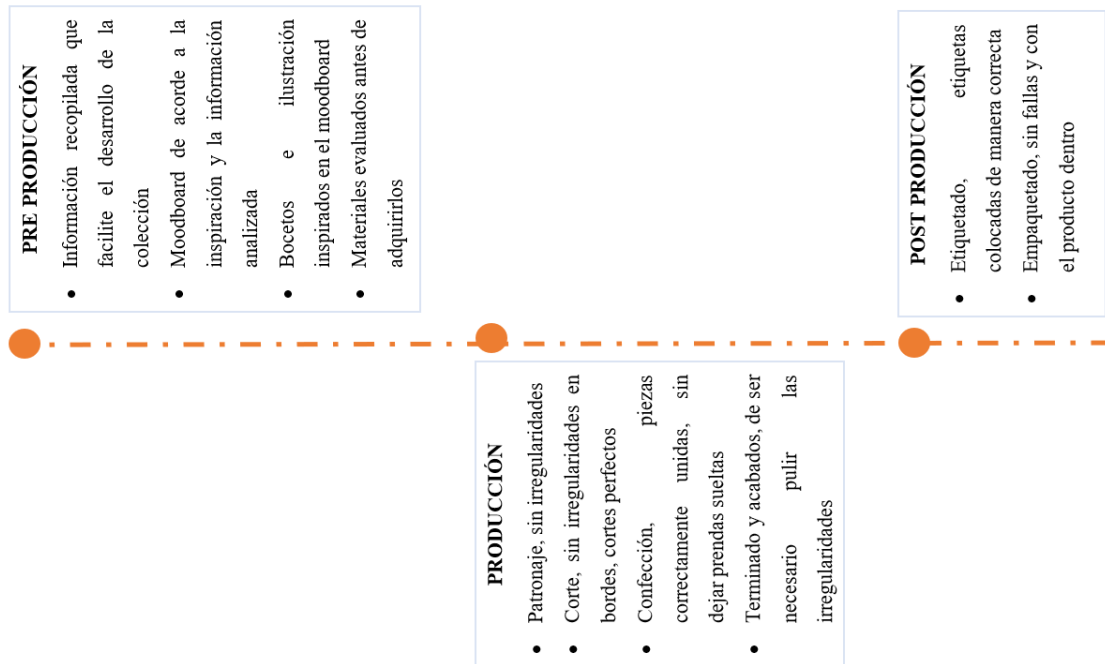 PRE PRODUCCIÓN
• Información recopilada que
facilite el desarrollo de la
colección
• Moodboard de acorde a la
inspiración y la información
analizada
• Bocetos e ilustración
inspirados en el moodboard
• Materiales evaluados antes de
adquirirlos
PRODUCCIÓN
• Patronaje, sin irregularidades
• Corte, sin irregularidades en
bordes, cortes perfectos
• Confección, piezas
correctamente unidas, sin
dejar prendas sueltas
• Terminado y acabados, de ser
necesario pulir las
irregularidades
POST PRODUCCIÓN
• Etiquetado, etiquetas
colocadas de manera correcta
• Empaquetado, sin fallas y con
el producto dentro